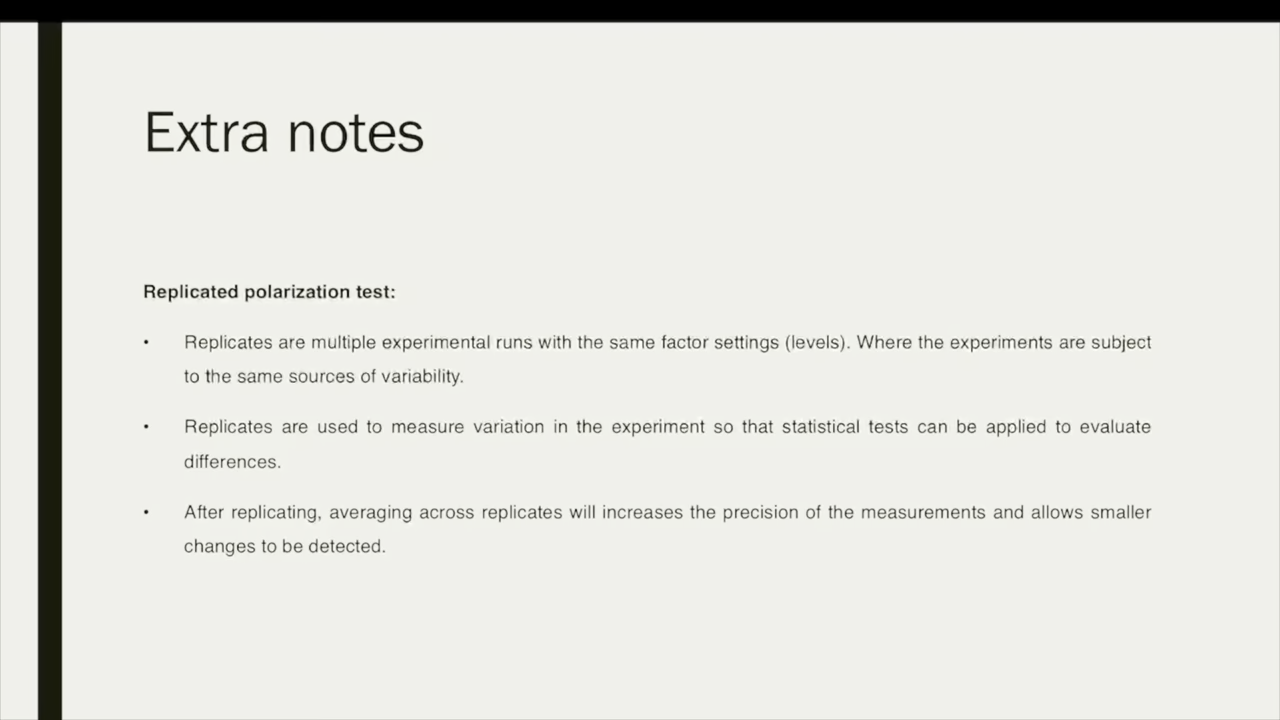 Extra notes
Replicated polarization test:
• Replicates are multiple experimental runs with the same factor settings (levels). Where the experiments are subject
to the same sources of variability.
• Replicates are used to measure variation in the experiment so that statistical tests can be applied to evaluate
differences.
• After replicating, averaging across replicates will increases the precision of the measurements and allows smaller
changes to be detected.